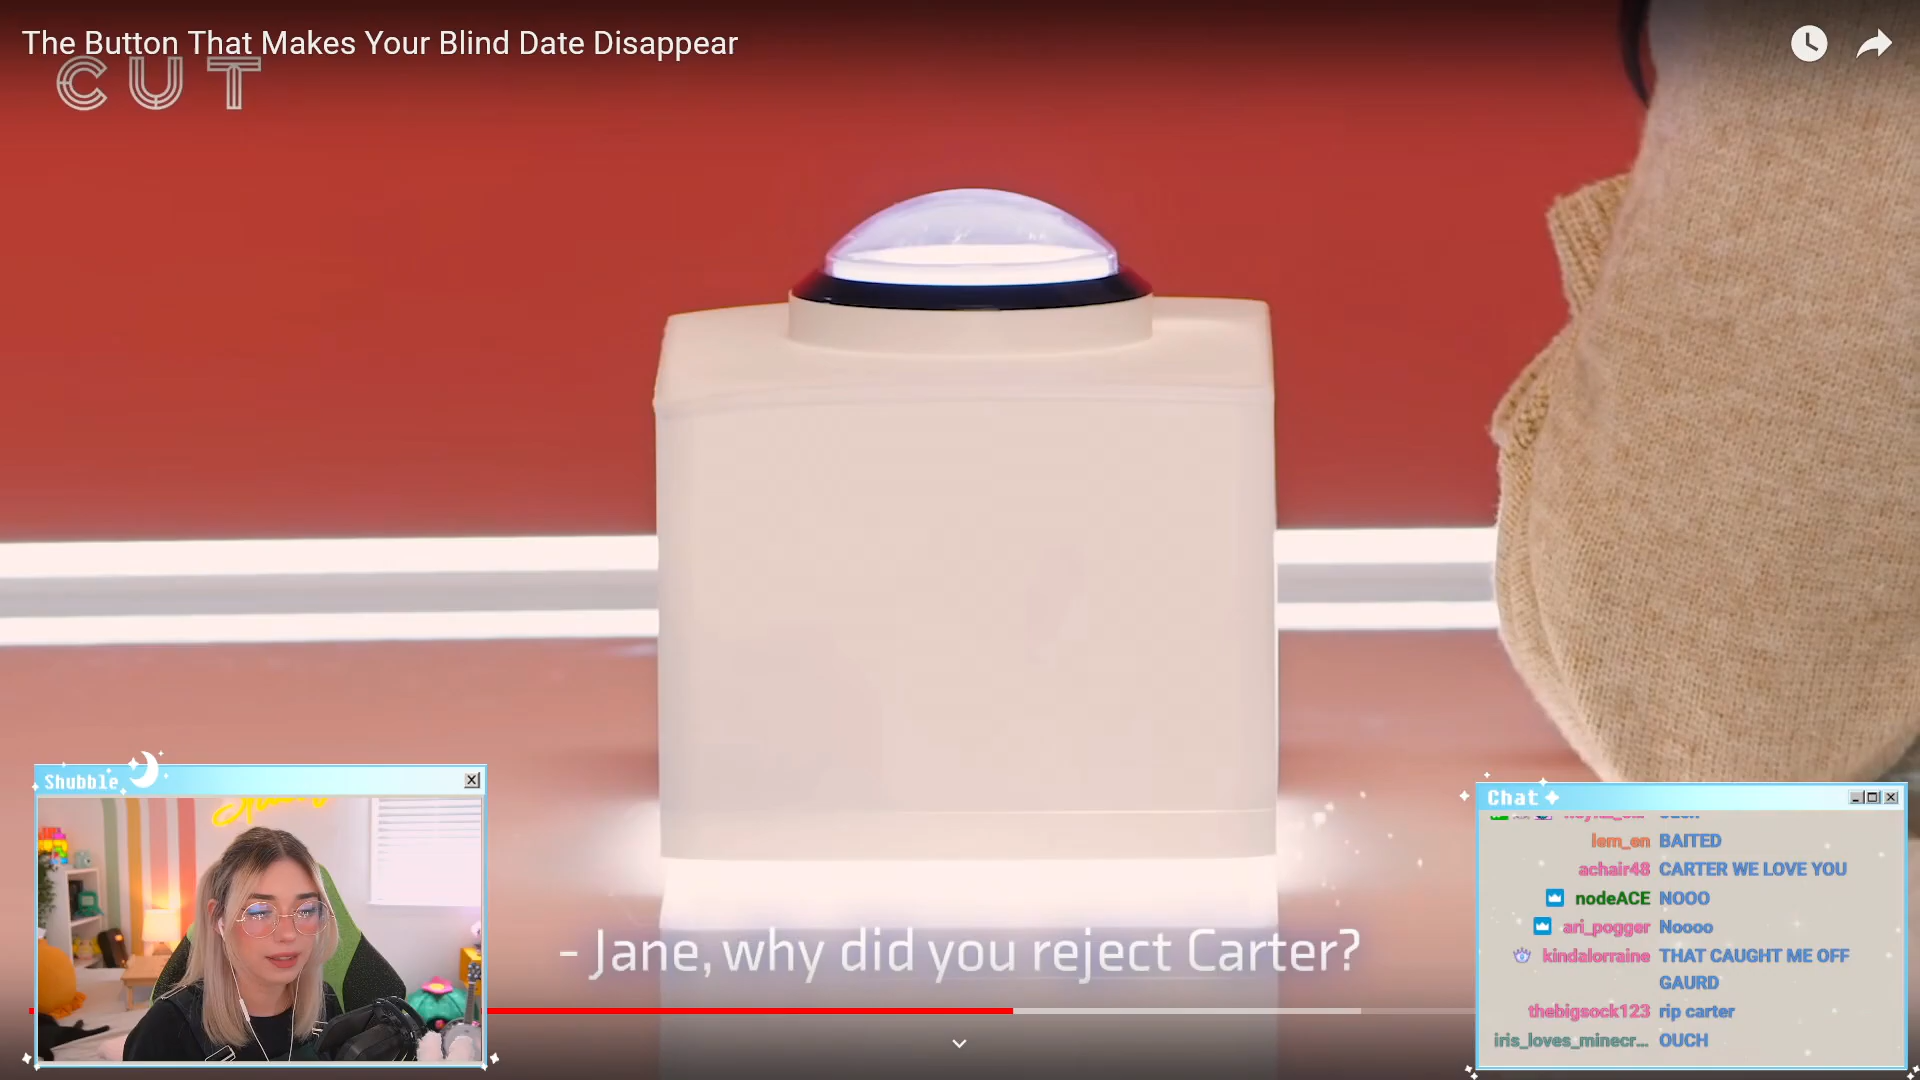 The Button That Makes Your Blind Date Disappear
CUT
- Jane, why did you reject Carter?
Shubble
Chat
lem_en BAITED
achair48 CARTER WE LOVE YOU
nodeACE NOOO
ari_pogger Noooo
kindalorraine THAT CAUGHT ME OFF
GAURD
thebigsock123 rip carter
iris_loves_minecr... OUCH